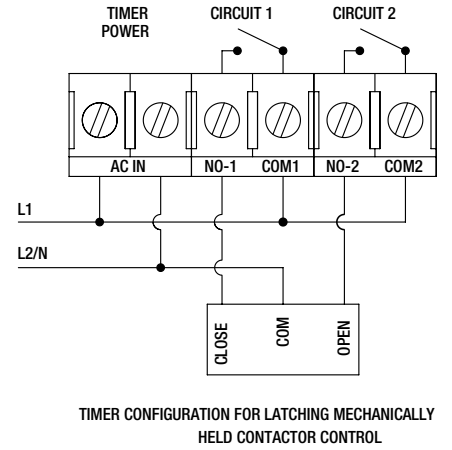 TIMER
POWER
CIRCUIT 1
CIRCUIT 2
AC IN
NO-1
COM1
NO-2
COM2
L1
L2/N
CLOSE
COM
OPEN
TIMER CONFIGURATION FOR LATCHING MECHANICALLY
HELD CONTACTOR CONTROL